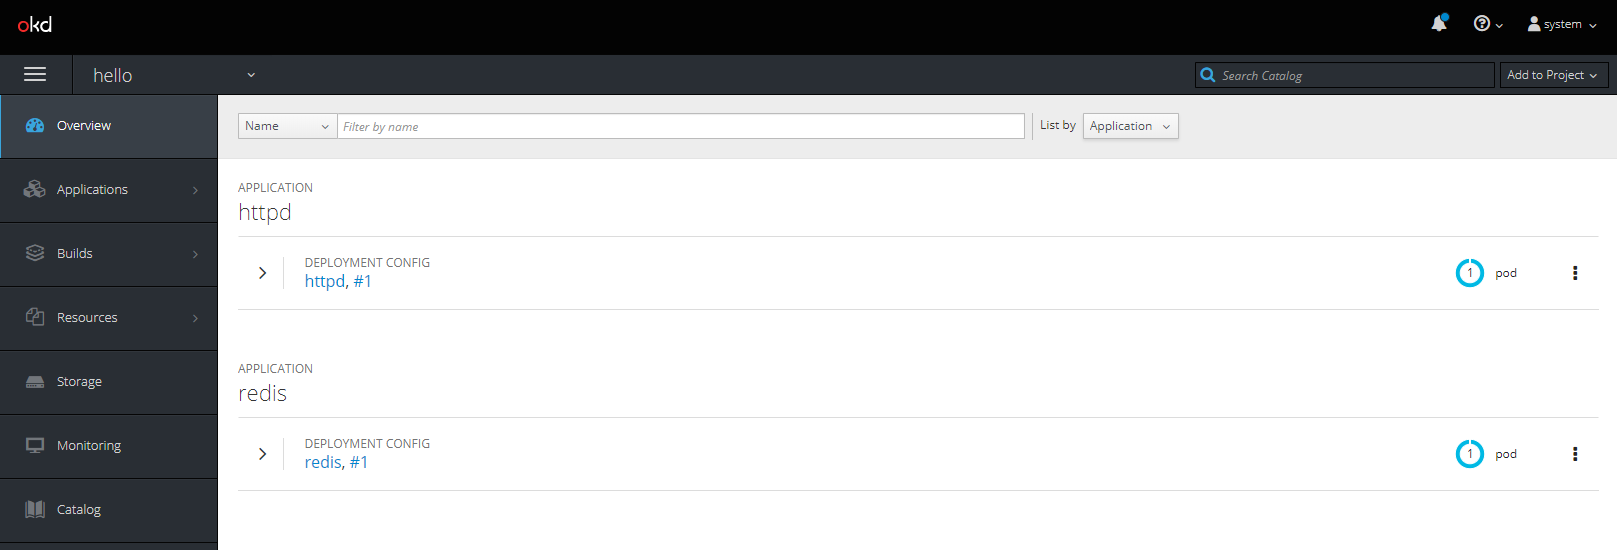 okd
system
hello
Search Catalog
Add to Project
Overview
Applications
Builds
Resources
Storage
Monitoring
Catalog
Name
Filter by name
List by
Application
APPLICATION
httpd
DEPLOYMENT CONFIG
httpd, #1
1 pod
APPLICATION
redis
DEPLOYMENT CONFIG
redis, #1
1 pod